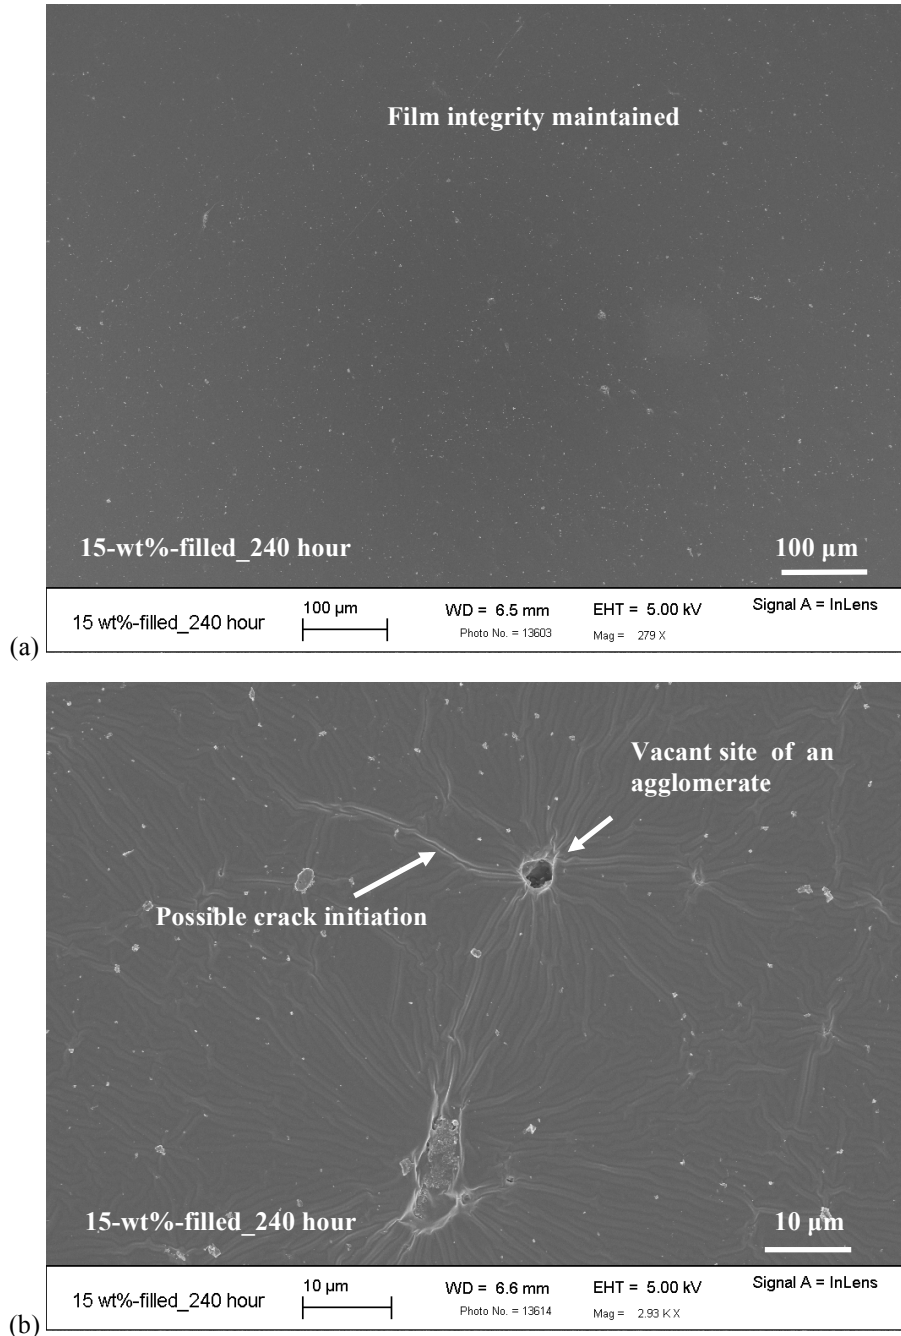 Film integrity maintained
15-wt%-filled_240 hour
100 µm
15 wt%-filled_240 hour
100 µm
WD = 6.5 mm
EHT = 5.00 kV
Signal A = InLens
Photo No. = 13603
Mag = 279 X
(a)
Vacant site of an
agglomerate
Possible crack initiation
15-wt%-filled_240 hour
10 µm
15 wt%-filled_240 hour
10 µm
WD = 6.6 mm
EHT = 5.00 kV
Signal A = InLens
Photo No. = 13614
Mag = 2.93 K X
(b)